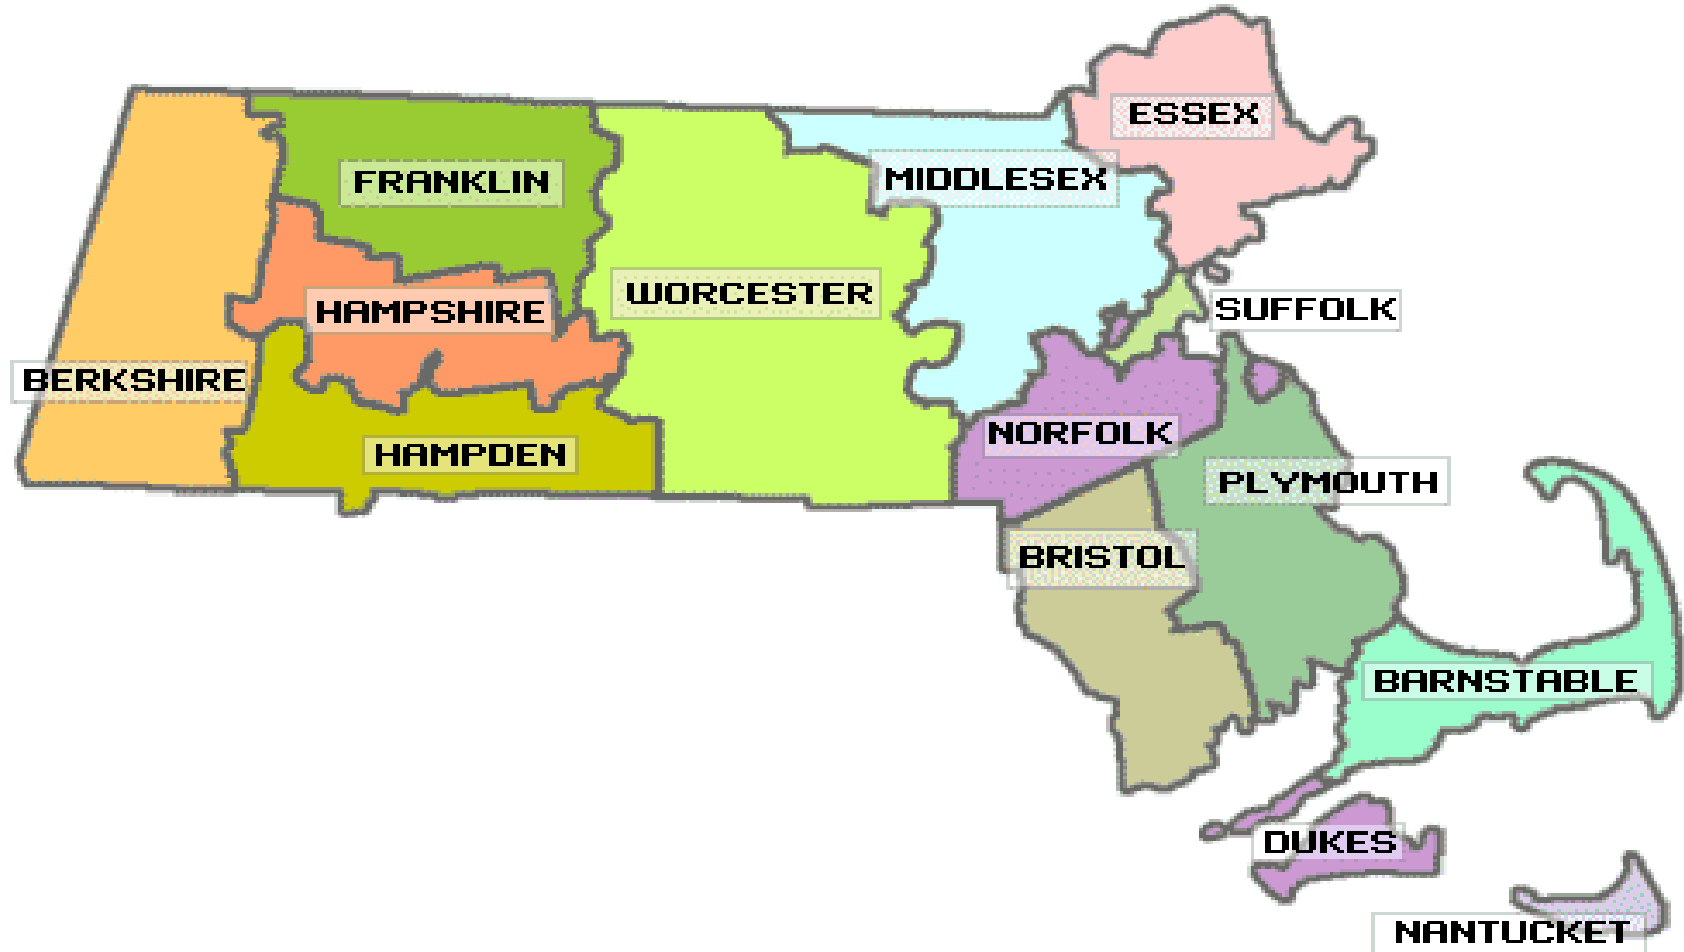 ESSEX
FRANKLIN
MIDDLESEX
HAMPSHIRE
WORCESTER
SUFFOLK
BERKSHIRE
HAMPDEN
NORFOLK
PLYMOUTH
BRISTOL
BARNSTABLE
DUKES
NANTUCKET